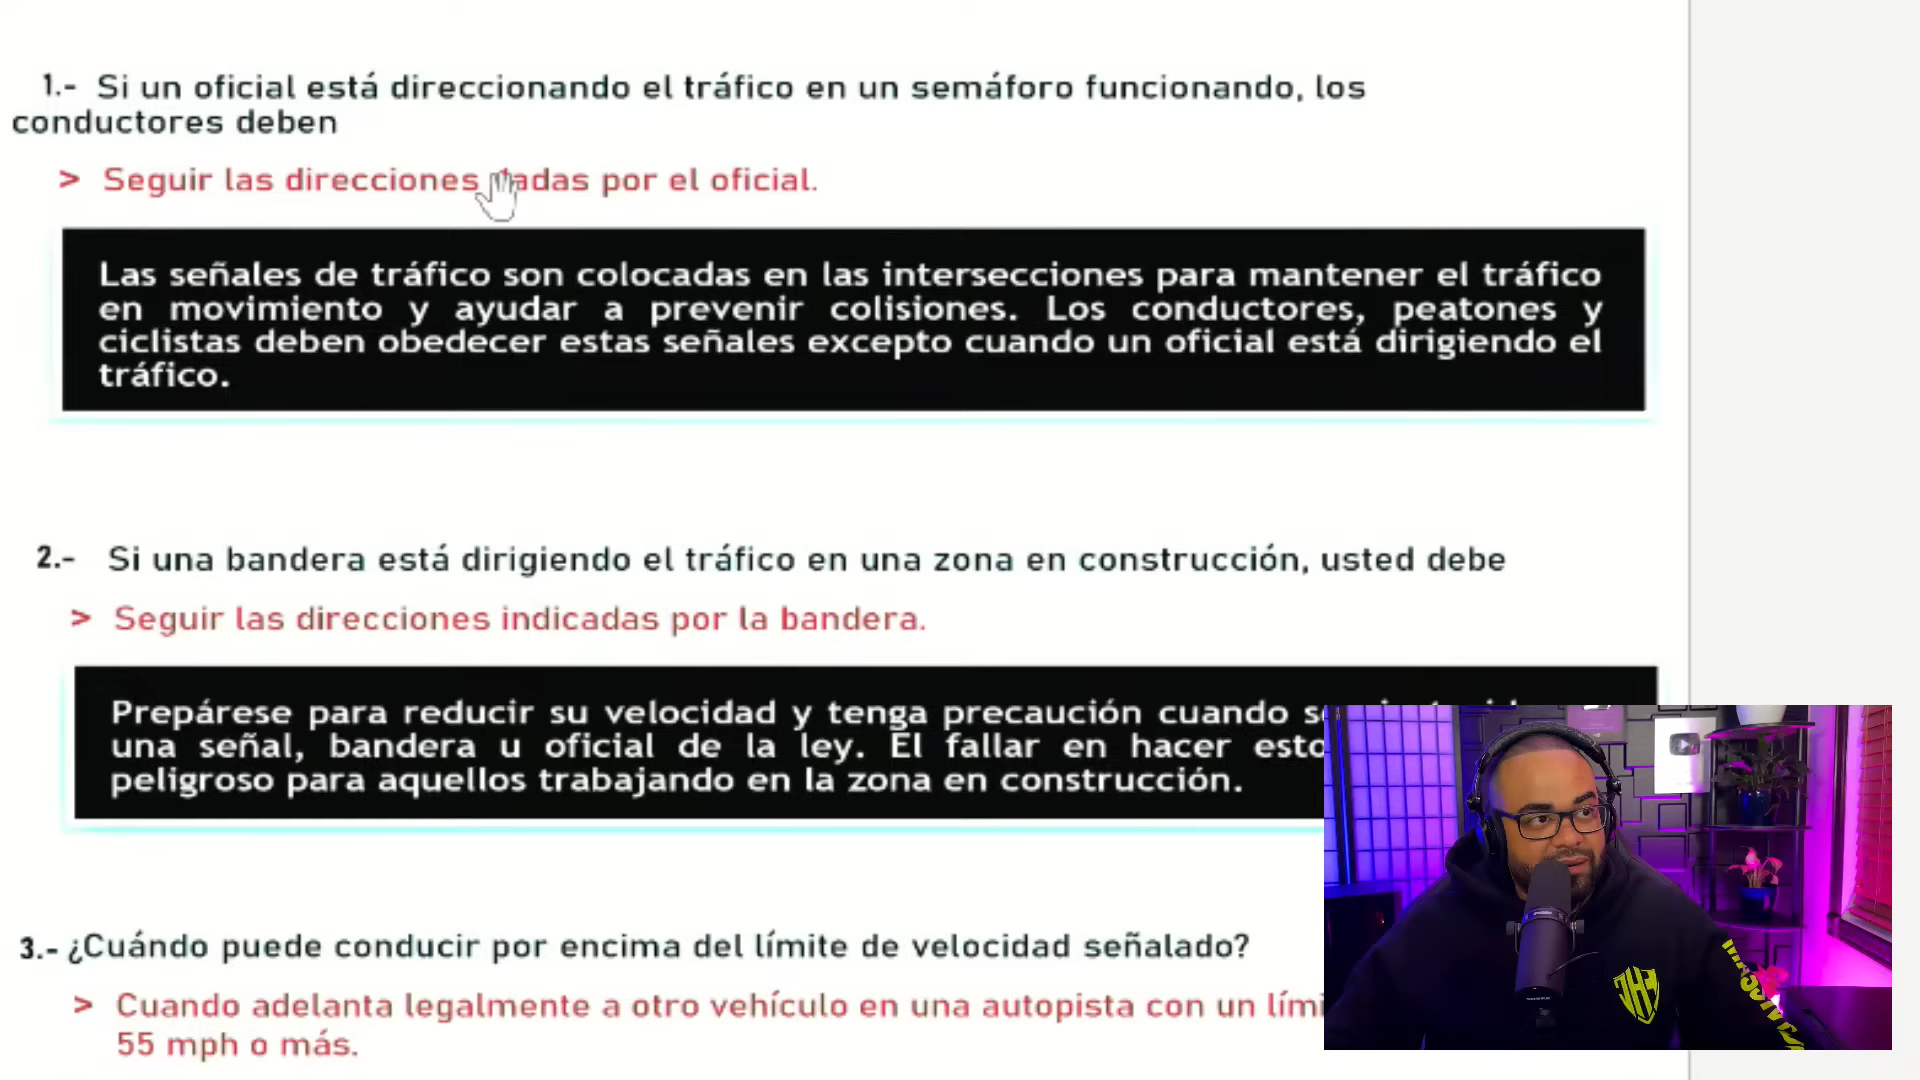 1.- Si un oficial está direccionando el tráfico en un semáforo funcionando, los
conductores deben
> Seguir las direcciones dadas por el oficial.
Las señales de tráfico son colocadas en las intersecciones para mantener el tráfico
en movimiento y ayudar a prevenir colisiones. Los conductores, peatones y
ciclistas deben obedecer estas señales excepto cuando un oficial está dirigiendo el
tráfico.
2.- Si una bandera está dirigiendo el tráfico en una zona en construcción, usted debe
> Seguir las direcciones indicadas por la bandera.
Prepárese para reducir su velocidad y tenga precaución cuando
una señal, bandera u oficial de la ley. El fallar en hacer esto
peligroso para aquellos trabajando en la zona en construcción.
3.- ¿Cuándo puede conducir por encima del límite de velocidad señalado?
> Cuando adelanta legalmente a otro vehículo en una autopista con un
55 mph o más.